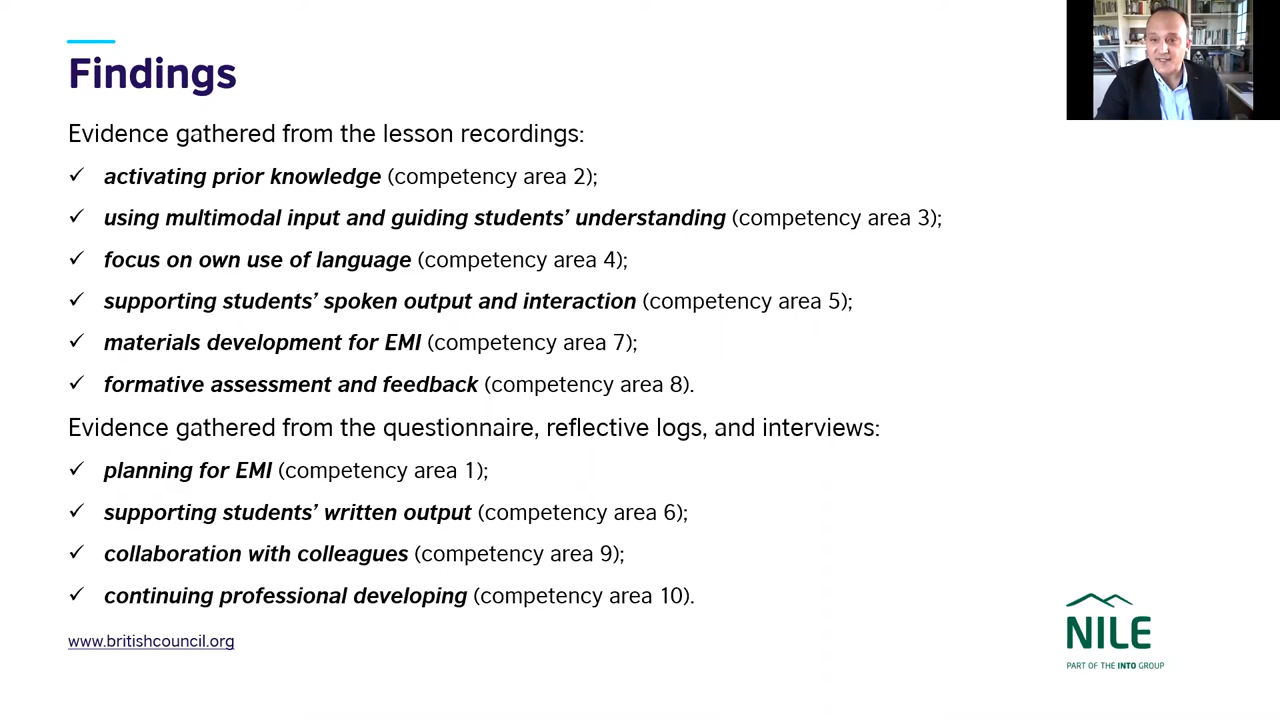 Findings
Evidence gathered from the lesson recordings:
✓ activating prior knowledge (competency area 2);
✓ using multimodal input and guiding students’ understanding (competency area 3);
✓ focus on own use of language (competency area 4);
✓ supporting students’ spoken output and interaction (competency area 5);
✓ materials development for EMI (competency area 7);
✓ formative assessment and feedback (competency area 8).
Evidence gathered from the questionnaire, reflective logs, and interviews:
✓ planning for EMI (competency area 1);
✓ supporting students’ written output (competency area 6);
✓ collaboration with colleagues (competency area 9);
✓ continuing professional developing (competency area 10).
www.britishcouncil.org
NILE
PART OF THE INTO GROUP